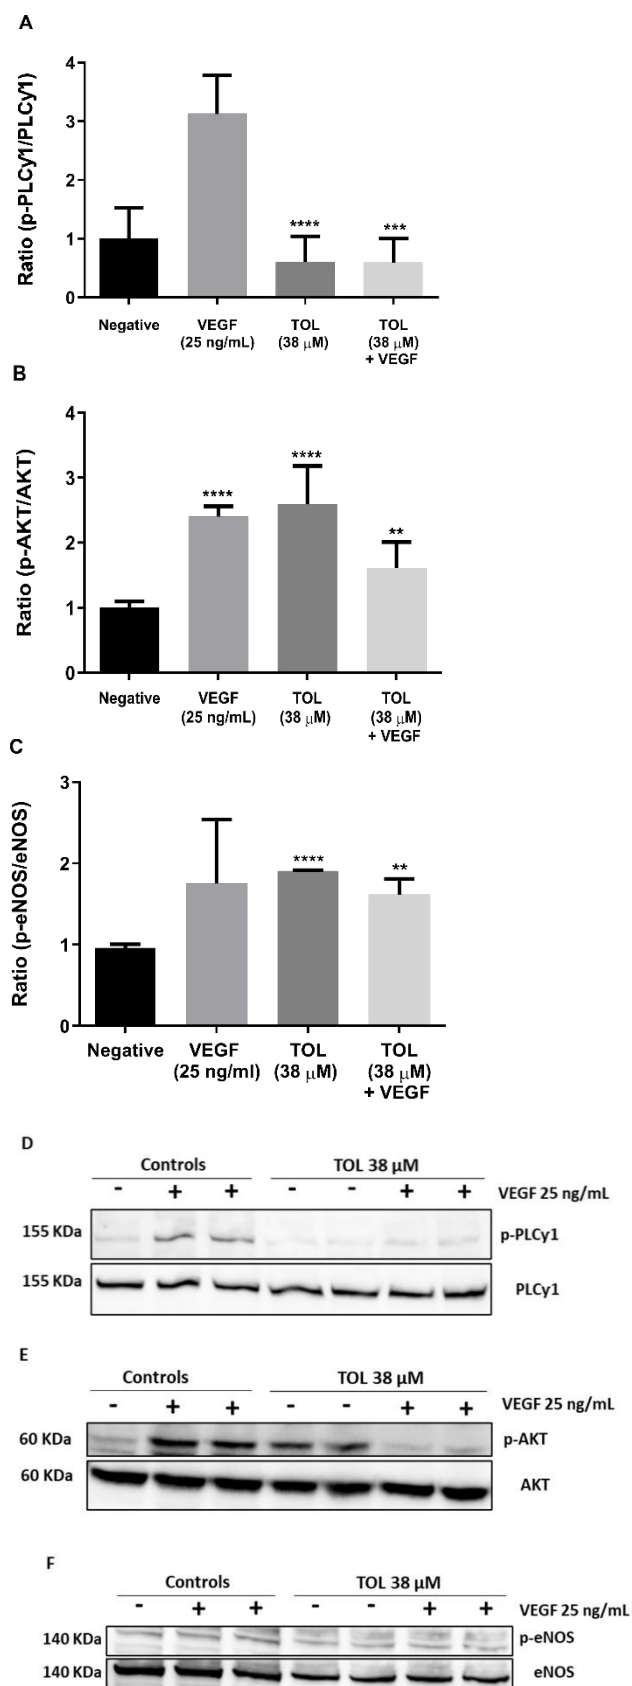 A
Ratio (p-PLCy1/PLCy1)
4
3
2
1
0
****
***
Negative VEGF TOL TOL
(25 ng/mL) (38 μM) (38 μM)
+ VEGF
B
Ratio (p-AKT/AKT)
4
3
2
1
0
****
****
**
Negative VEGF TOL TOL
(25 ng/mL) (38 μM) (38 μM)
+ VEGF
C
Ratio (p-eNOS/eNOS)
3
2
1
0
****
**
Negative VEGF TOL TOL
(25 ng/ml) (38 μM) (38 μM)
+ VEGF
D
Controls TOL 38 μM
- + + - - + + VEGF 25 ng/mL
155 KDa p-PLCy1
155 KDa PLCy1
E
Controls TOL 38 μM
- + + - - + + VEGF 25 ng/mL
60 KDa p-AKT
60 KDa AKT
F
Controls TOL 38 μM
- + + - - + + VEGF 25 ng/mL
140 KDa p-eNOS
140 KDa eNOS